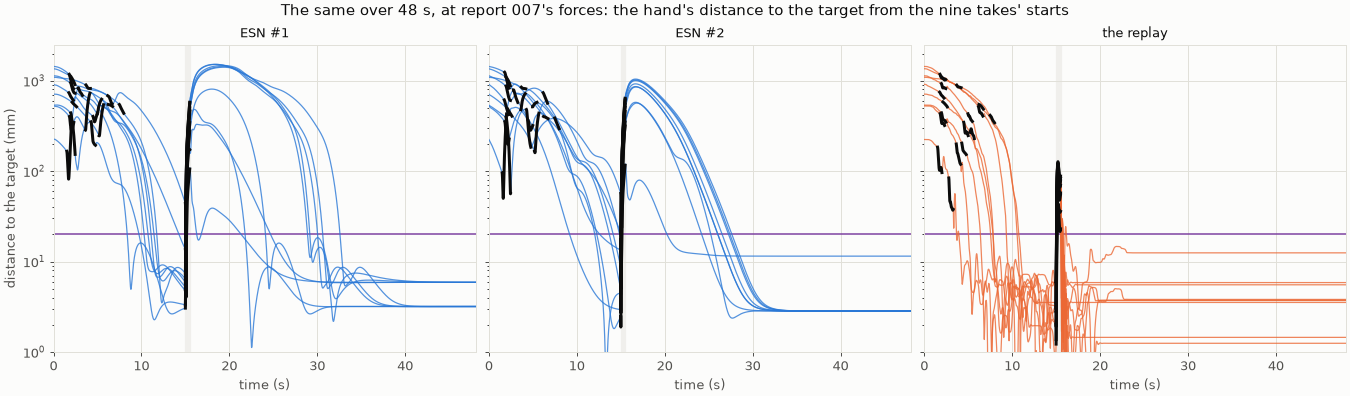 The same over 48 s, at report 007's forces: the hand's distance to the target from the nine takes' starts
ESN #1
ESN #2
the replay
distance to the target (mm)
10³
10²
10¹
10⁰
0 10 20 30 40
0 10 20 30 40
0 10 20 30 40
time (s)
time (s)
time (s)